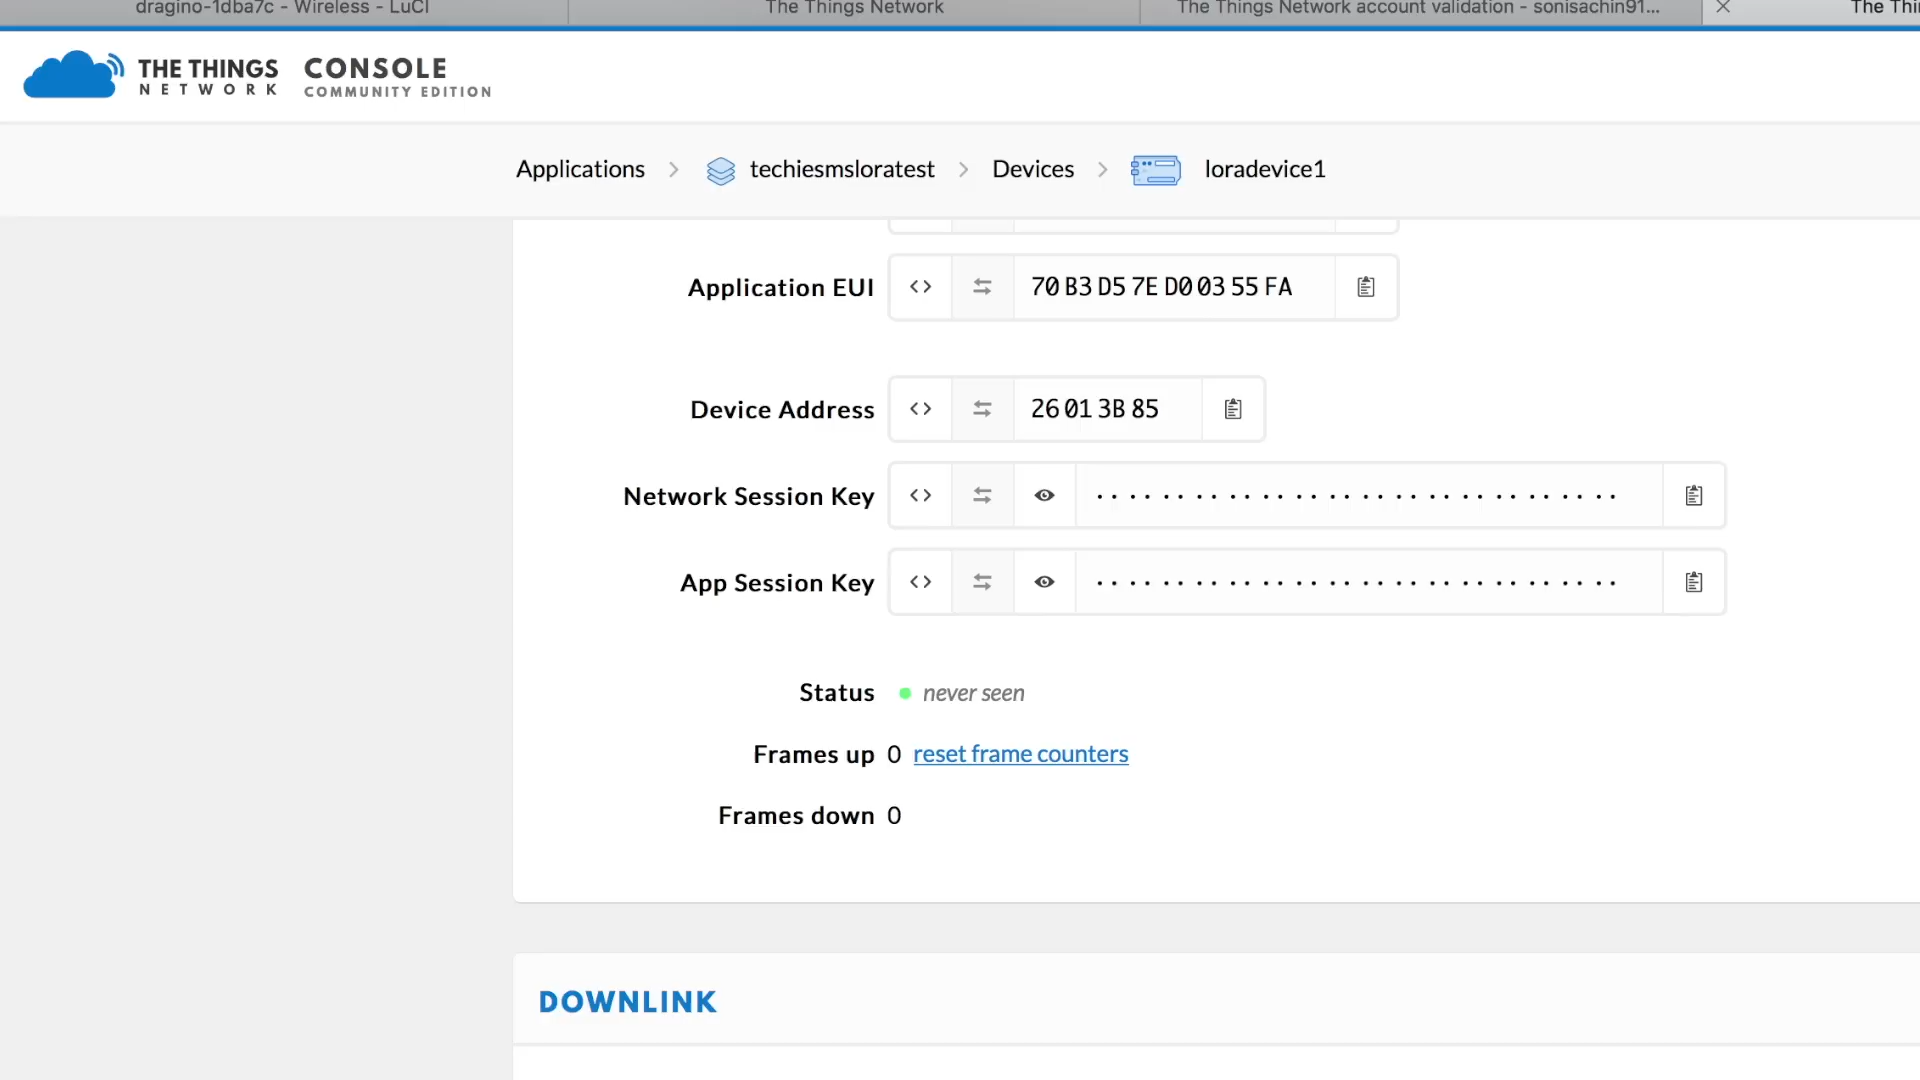 dragino-1dba7c - Wireless - LuCI
The Things Network
The Things Network account validation - sonisachin91...
The Thi
THE THINGS NETWORK
CONSOLE
COMMUNITY EDITION
Applications > techiesmsloratest > Devices > loradevice1
Application EUI <> 70 B3 D5 7E D0 03 55 FA
Device Address <> 26 01 3B 85
Network Session Key <> ................................
App Session Key <> ................................
Status never seen
Frames up 0 reset frame counters
Frames down 0
DOWNLINK